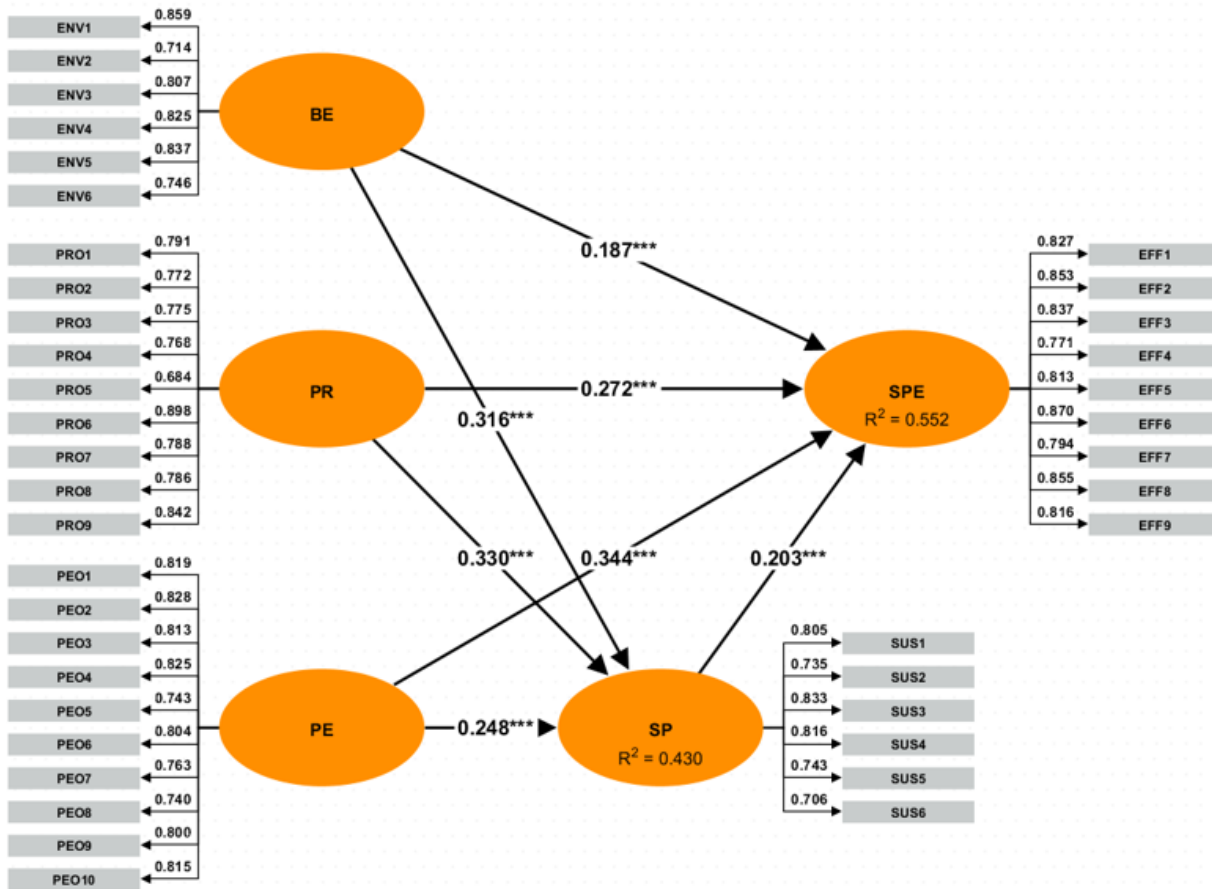 ENV1 0.859
ENV2 0.714
ENV3 0.807
ENV4 0.825
ENV5 0.837
ENV6 0.746
BE
PRO1 0.791
PRO2 0.772
PRO3 0.775
PRO4 0.768
PRO5 0.684
PRO6 0.898
PRO7 0.788
PRO8 0.786
PRO9 0.842
PR
PEO1 0.819
PEO2 0.828
PEO3 0.813
PEO4 0.825
PEO5 0.743
PEO6 0.804
PEO7 0.763
PEO8 0.740
PEO9 0.800
PEO10 0.815
PE
0.187***
0.272***
0.316***
0.330***
0.344***
0.203***
0.248***
SPE
R² = 0.552
0.827 EFF1
0.853 EFF2
0.837 EFF3
0.771 EFF4
0.813 EFF5
0.870 EFF6
0.794 EFF7
0.855 EFF8
0.816 EFF9
SP
R² = 0.430
0.805 SUS1
0.735 SUS2
0.833 SUS3
0.816 SUS4
0.743 SUS5
0.706 SUS6